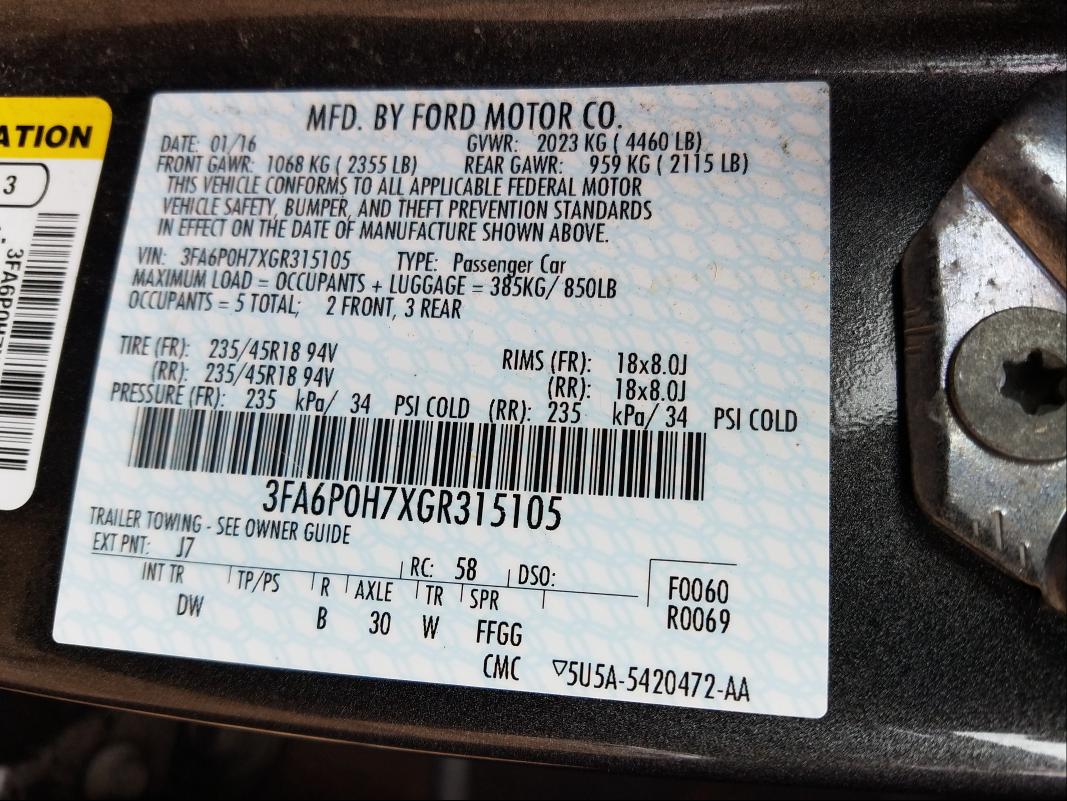 MFD. BY FORD MOTOR CO.
DATE: 01/16 GVWR: 2023 KG ( 4460 LB)
FRONT GAWR: 1068 KG ( 2355 LB) REAR GAWR: 959 KG ( 2115 LB)
THIS VEHICLE CONFORMS TO ALL APPLICABLE FEDERAL MOTOR
VEHICLE SAFETY, BUMPER, AND THEFT PREVENTION STANDARDS
IN EFFECT ON THE DATE OF MANUFACTURE SHOWN ABOVE.
VIN: 3FA6P0H7XGR315105 TYPE: Passenger Car
MAXIMUM LOAD = OCCUPANTS + LUGGAGE = 385KG/ 850LB
OCCUPANTS = 5 TOTAL; 2 FRONT, 3 REAR
TIRE (FR): 235/45R18 94V RIMS (FR): 18x8.0J
(RR): 235/45R18 94V (RR): 18x8.0J
PRESSURE (FR): 235 kPa/ 34 PSI COLD (RR): 235 kPa/ 34 PSI COLD
3FA6P0H7XGR315105
TRAILER TOWING - SEE OWNER GUIDE
EXT PNT: J7 RC: 58 DSO:
INT TR TP/PS R AXLE TR SPR F0060
DW B 30 W FFGG R0069
CMC ▽5U5A-5420472-AA
ATION
3
3FA6P0H7